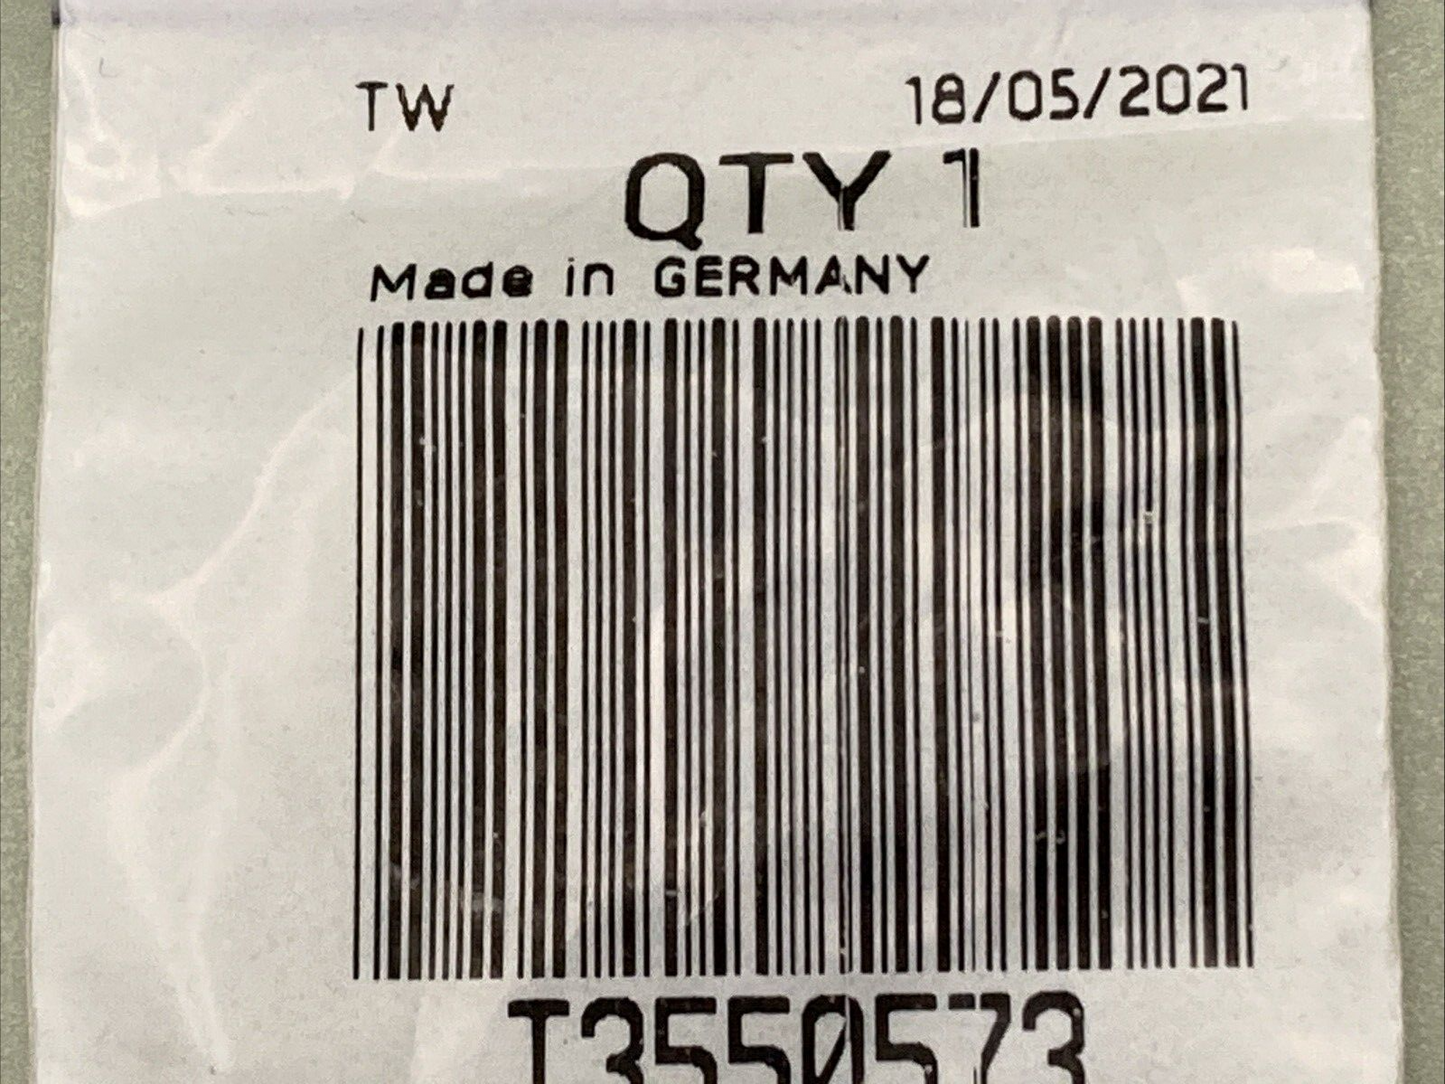 TW 18/05/2021
QTY 1
Made in GERMANY
T3550573